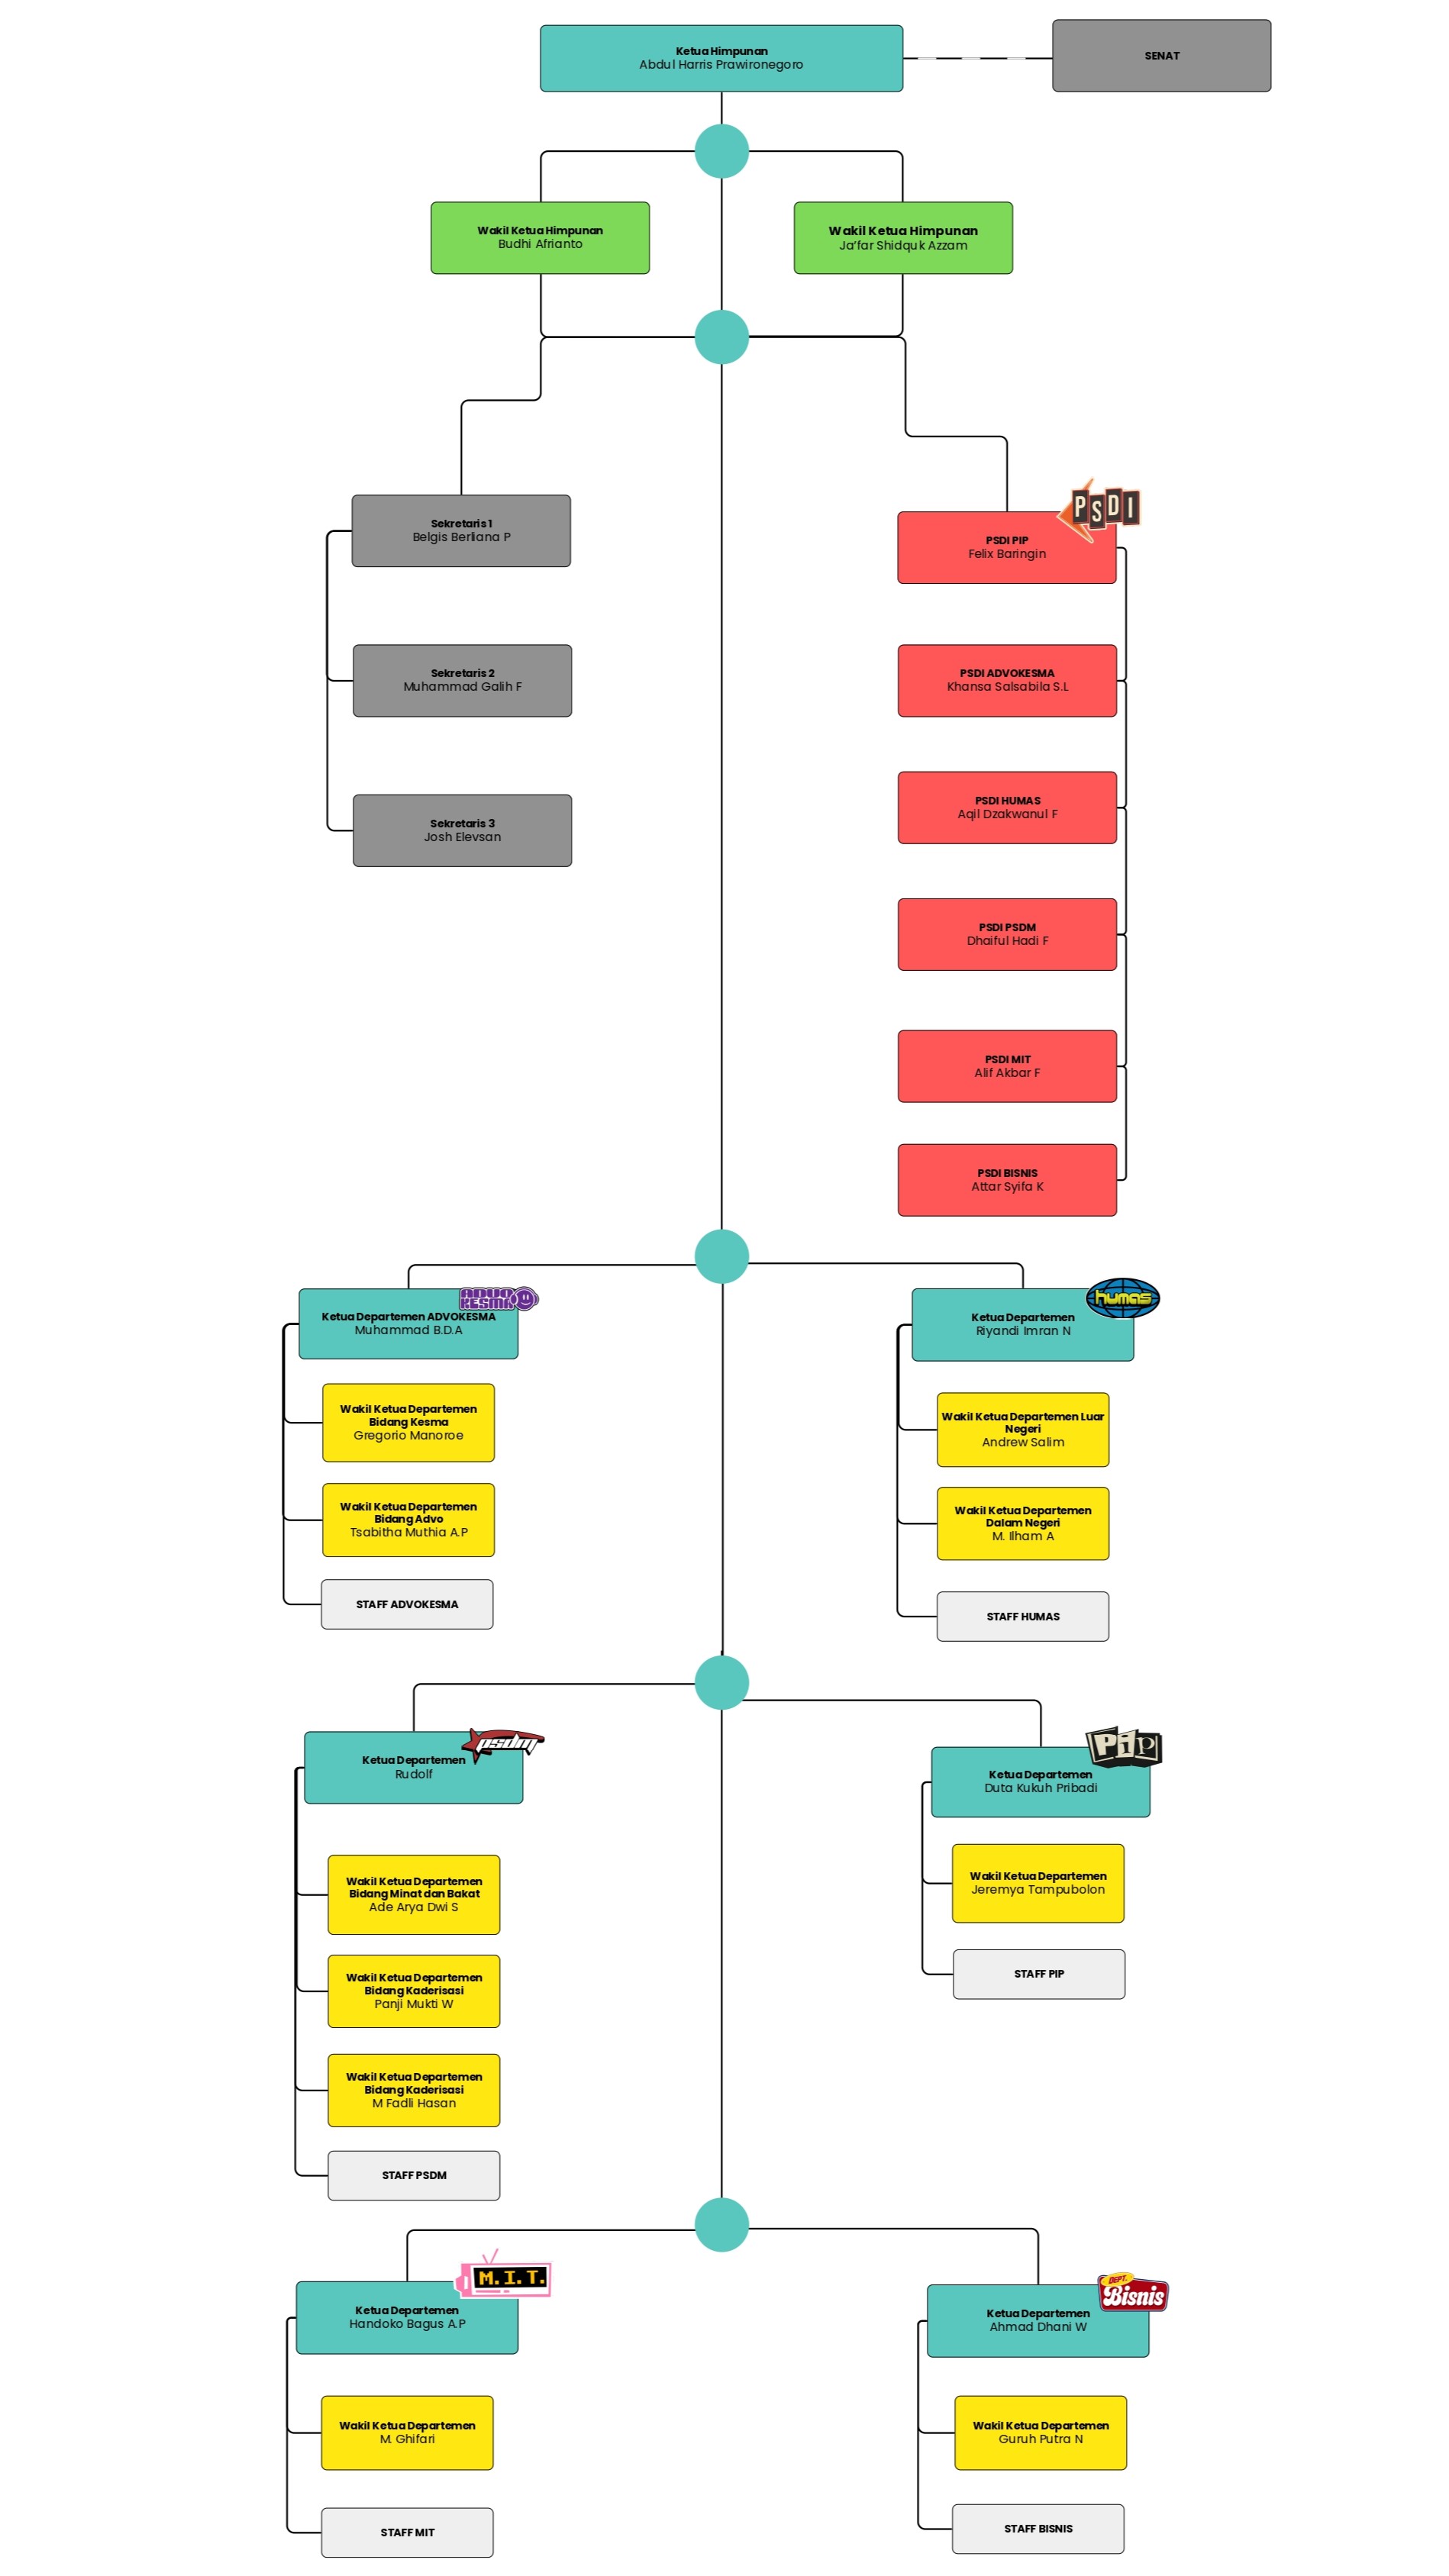 Ketua Himpunan
Abdul Harris Prawironegoro
SENAT
Wakil Ketua Himpunan
Budhi Afrianto
Wakil Ketua Himpunan
Ja'far Shidquk Azzam
Sekretaris 1
Belgis Berliana P
Sekretaris 2
Muhammad Galih F
Sekretaris 3
Josh Elevsan
PSDI
PSDI PIP
Felix Baringin
PSDI ADVOKESMA
Khansa Salsabila S.L
PSDI HUMAS
Aqil Dzakwanul F
PSDI PSDM
Dhaiful Hadi F
PSDI MIT
Alif Akbar F
PSDI BISNIS
Attar Syifa K
ADVO
KESMA
Ketua Departemen ADVOKESMA
Muhammad B.D.A
Wakil Ketua Departemen
Bidang Kesma
Gregorio Manoroe
Wakil Ketua Departemen
Bidang Advo
Tsabitha Muthia A.P
STAFF ADVOKESMA
humas
Ketua Departemen
Riyandi Imran N
Wakil Ketua Departemen Luar
Negeri
Andrew Salim
Wakil Ketua Departemen
Dalam Negeri
M. Ilham A
STAFF HUMAS
psdm
Ketua Departemen
Rudolf
Wakil Ketua Departemen
Bidang Minat dan Bakat
Ade Arya Dwi S
Wakil Ketua Departemen
Bidang Kaderisasi
Panji Mukti W
Wakil Ketua Departemen
Bidang Kaderisasi
M Fadli Hasan
STAFF PSDM
PiP
Ketua Departemen
Duta Kukuh Pribadi
Wakil Ketua Departemen
Jeremya Tampubolon
STAFF PIP
M.I.T.
Ketua Departemen
Handoko Bagus A.P
Wakil Ketua Departemen
M. Ghifari
STAFF MIT
DEPT.
Bisnis
Ketua Departemen
Ahmad Dhani W
Wakil Ketua Departemen
Guruh Putra N
STAFF BISNIS